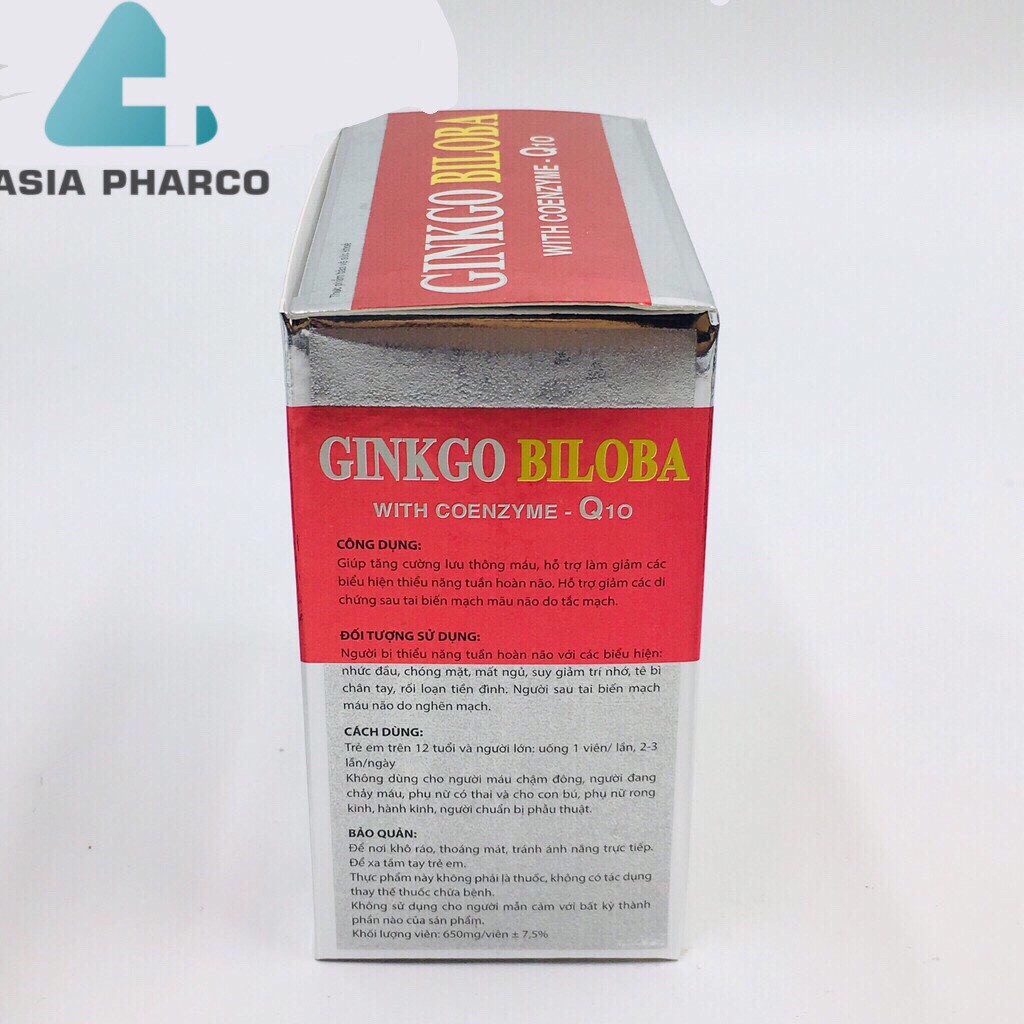 ASIA PHARCO
GINKGO BILOBA
WITH COENZYME - Q10
Thực phẩm bảo vệ sức khoẻ
GINKGO BILOBA
WITH COENZYME - Q10
CÔNG DỤNG:
Giúp tăng cường lưu thông máu, hỗ trợ làm giảm các
biểu hiện thiểu năng tuần hoàn não. Hỗ trợ giảm các di
chứng sau tai biến mạch máu não do tắc mạch.
ĐỐI TƯỢNG SỬ DỤNG:
Người bị thiểu năng tuần hoàn não với các biểu hiện:
nhức đầu, chóng mặt, mất ngủ, suy giảm trí nhớ, tê bì
chân tay, rối loạn tiền đình. Người sau tai biến mạch
máu não do nghẽn mạch.
CÁCH DÙNG:
Trẻ em trên 12 tuổi và người lớn: uống 1 viên/ lần, 2-3
lần/ngày
Không dùng cho người máu chậm đông, người đang
chảy máu, phụ nữ có thai và cho con bú, phụ nữ rong
kinh, hành kinh, người chuẩn bị phẫu thuật.
BẢO QUẢN:
Để nơi khô ráo, thoáng mát, tránh ánh nắng trực tiếp.
Để xa tầm tay trẻ em.
Thực phẩm này không phải là thuốc, không có tác dụng
thay thế thuốc chữa bệnh.
Không sử dụng cho người mẫn cảm với bất kỳ thành
phần nào của sản phẩm.
Khối lượng viên: 650mg/viên ± 7,5%